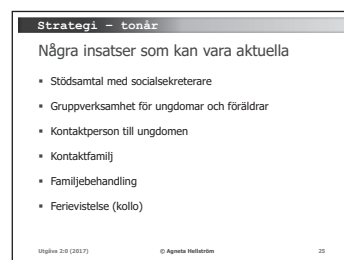 Strategi – tonår
Några insatser som kan vara aktuella
▪ Stödsamtal med socialsekreterare
▪ Gruppverksamhet för ungdomar och föräldrar
▪ Kontaktperson till ungdomen
▪ Kontaktfamilj
▪ Familjebehandling
▪ Ferievistelse (kollo)
Utgåva 2:0 (2017) © Agneta Hellström 25